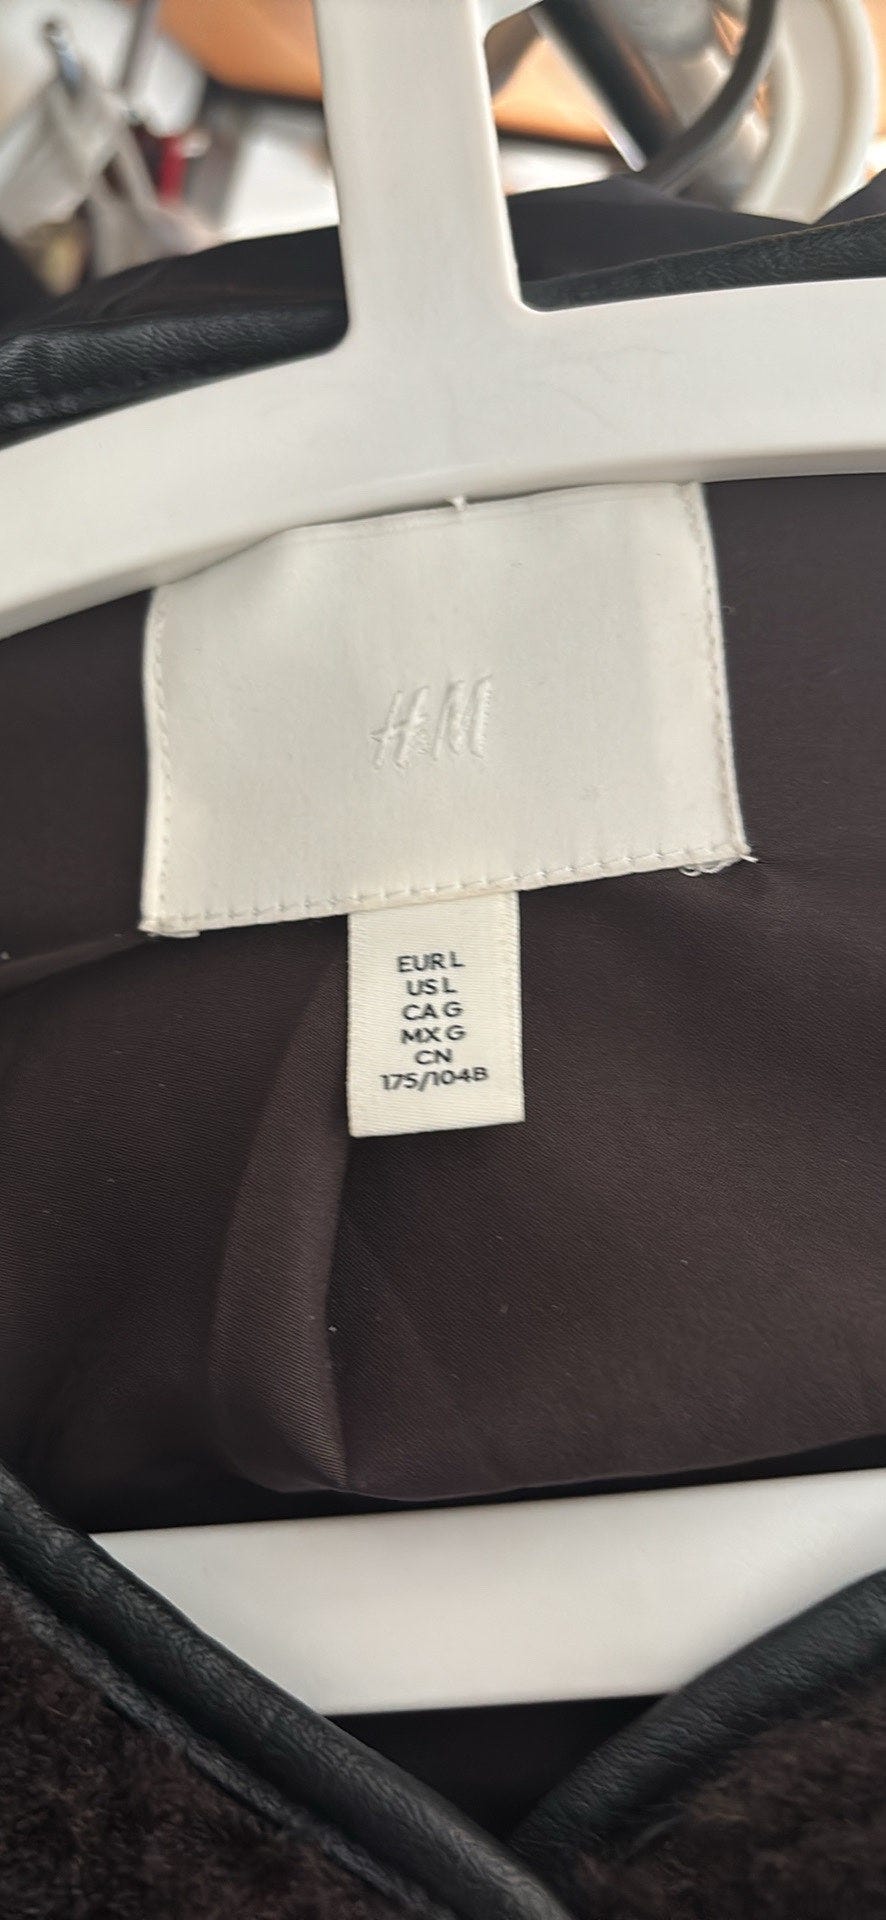 H&M
EUR L
US L
CA G
MX G
CN
175/104B